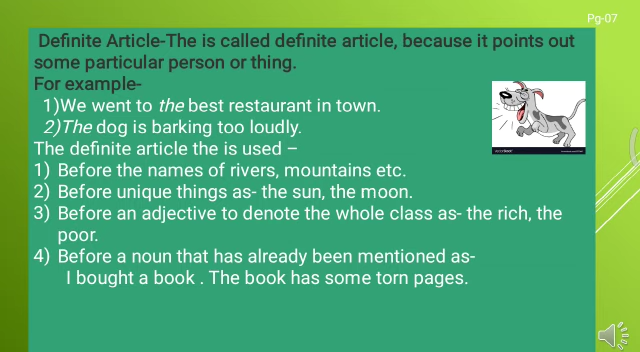 Pg-07
Definite Article-The is called definite article, because it points out
some particular person or thing.
For example-
1)We went to the best restaurant in town.
2)The dog is barking too loudly.
The definite article the is used –
1) Before the names of rivers, mountains etc.
2) Before unique things as- the sun, the moon.
3) Before an adjective to denote the whole class as- the rich, the
poor.
4) Before a noun that has already been mentioned as-
I bought a book . The book has some torn pages.